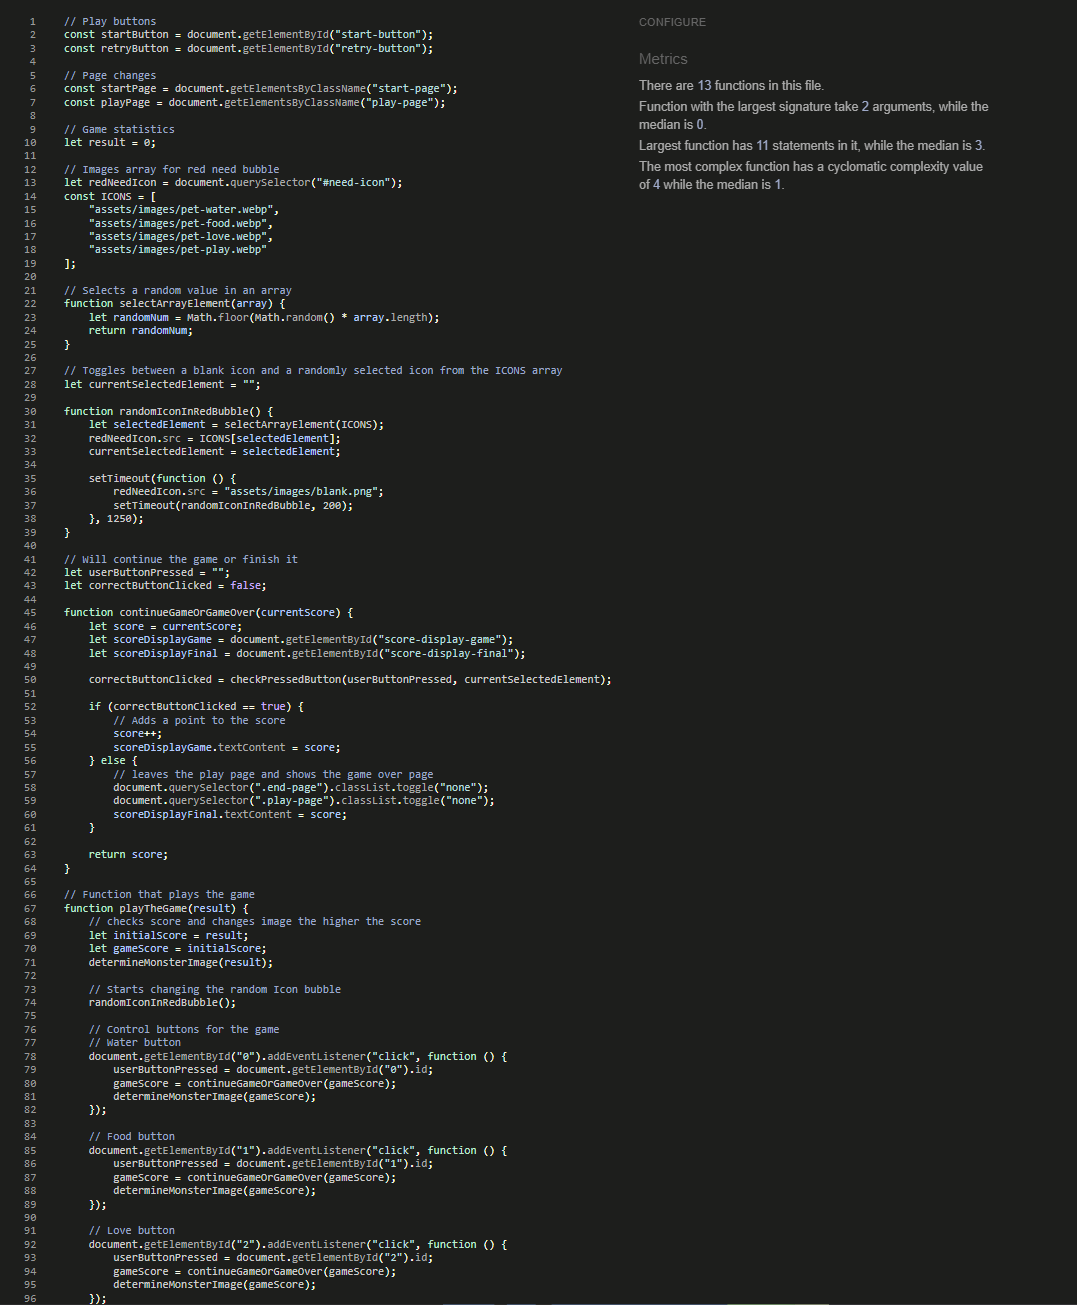 1 // Play buttons
2 const startButton = document.getElementById("start-button");
3 const retryButton = document.getElementById("retry-button");
4
5 // Page changes
6 const startPage = document.getElementsByClassName("start-page");
7 const playPage = document.getElementsByClassName("play-page");
8
9 // Game statistics
10 let result = 0;
11
12 // Images array for red need bubble
13 let redNeedIcon = document.querySelector("#need-icon");
14 const ICONS = [
15 "assets/images/pet-water.webp",
16 "assets/images/pet-food.webp",
17 "assets/images/pet-love.webp",
18 "assets/images/pet-play.webp"
19 ];
20
21 // Selects a random value in an array
22 function selectArrayElement(array) {
23 let randomNum = Math.floor(Math.random() * array.length);
24 return randomNum;
25 }
26
27 // Toggles between a blank icon and a randomly selected icon from the ICONS array
28 let currentSelectedElement = "";
29
30 function randomIconInRedBubble() {
31 let selectedElement = selectArrayElement(ICONS);
32 redNeedIcon.src = ICONS[selectedElement];
33 currentSelectedElement = selectedElement;
34
35 setTimeout(function () {
36 redNeedIcon.src = "assets/images/blank.png";
37 setTimeout(randomIconInRedBubble, 200);
38 }, 1250);
39 }
40
41 // Will continue the game or finish it
42 let userButtonPressed = "";
43 let correctButtonClicked = false;
44
45 function continueGameOrGameOver(currentScore) {
46 let score = currentScore;
47 let scoreDisplayGame = document.getElementById("score-display-game");
48 let scoreDisplayFinal = document.getElementById("score-display-final");
49
50 correctButtonClicked = checkPressedButton(userButtonPressed, currentSelectedElement);
51
52 if (correctButtonClicked == true) {
53 // Adds a point to the score
54 score++;
55 scoreDisplayGame.textContent = score;
56 } else {
57 // leaves the play page and shows the game over page
58 document.querySelector(".end-page").classList.toggle("none");
59 document.querySelector(".play-page").classList.toggle("none");
60 scoreDisplayFinal.textContent = score;
61 }
62
63 return score;
64 }
65
66 // Function that plays the game
67 function playTheGame(result) {
68 // checks score and changes image the higher the score
69 let initialScore = result;
70 let gameScore = initialScore;
71 determineMonsterImage(result);
72
73 // Starts changing the random Icon bubble
74 randomIconInRedBubble();
75
76 // Control buttons for the game
77 // Water button
78 document.getElementById("0").addEventListener("click", function () {
79 userButtonPressed = document.getElementById("0").id;
80 gameScore = continueGameOrGameOver(gameScore);
81 determineMonsterImage(gameScore);
82 });
83
84 // Food button
85 document.getElementById("1").addEventListener("click", function () {
86 userButtonPressed = document.getElementById("1").id;
87 gameScore = continueGameOrGameOver(gameScore);
88 determineMonsterImage(gameScore);
89 });
90
91 // Love button
92 document.getElementById("2").addEventListener("click", function () {
93 userButtonPressed = document.getElementById("2").id;
94 gameScore = continueGameOrGameOver(gameScore);
95 determineMonsterImage(gameScore);
96 });
CONFIGURE
Metrics
There are 13 functions in this file.
Function with the largest signature take 2 arguments, while the
median is 0.
Largest function has 11 statements in it, while the median is 3.
The most complex function has a cyclomatic complexity value
of 4 while the median is 1.